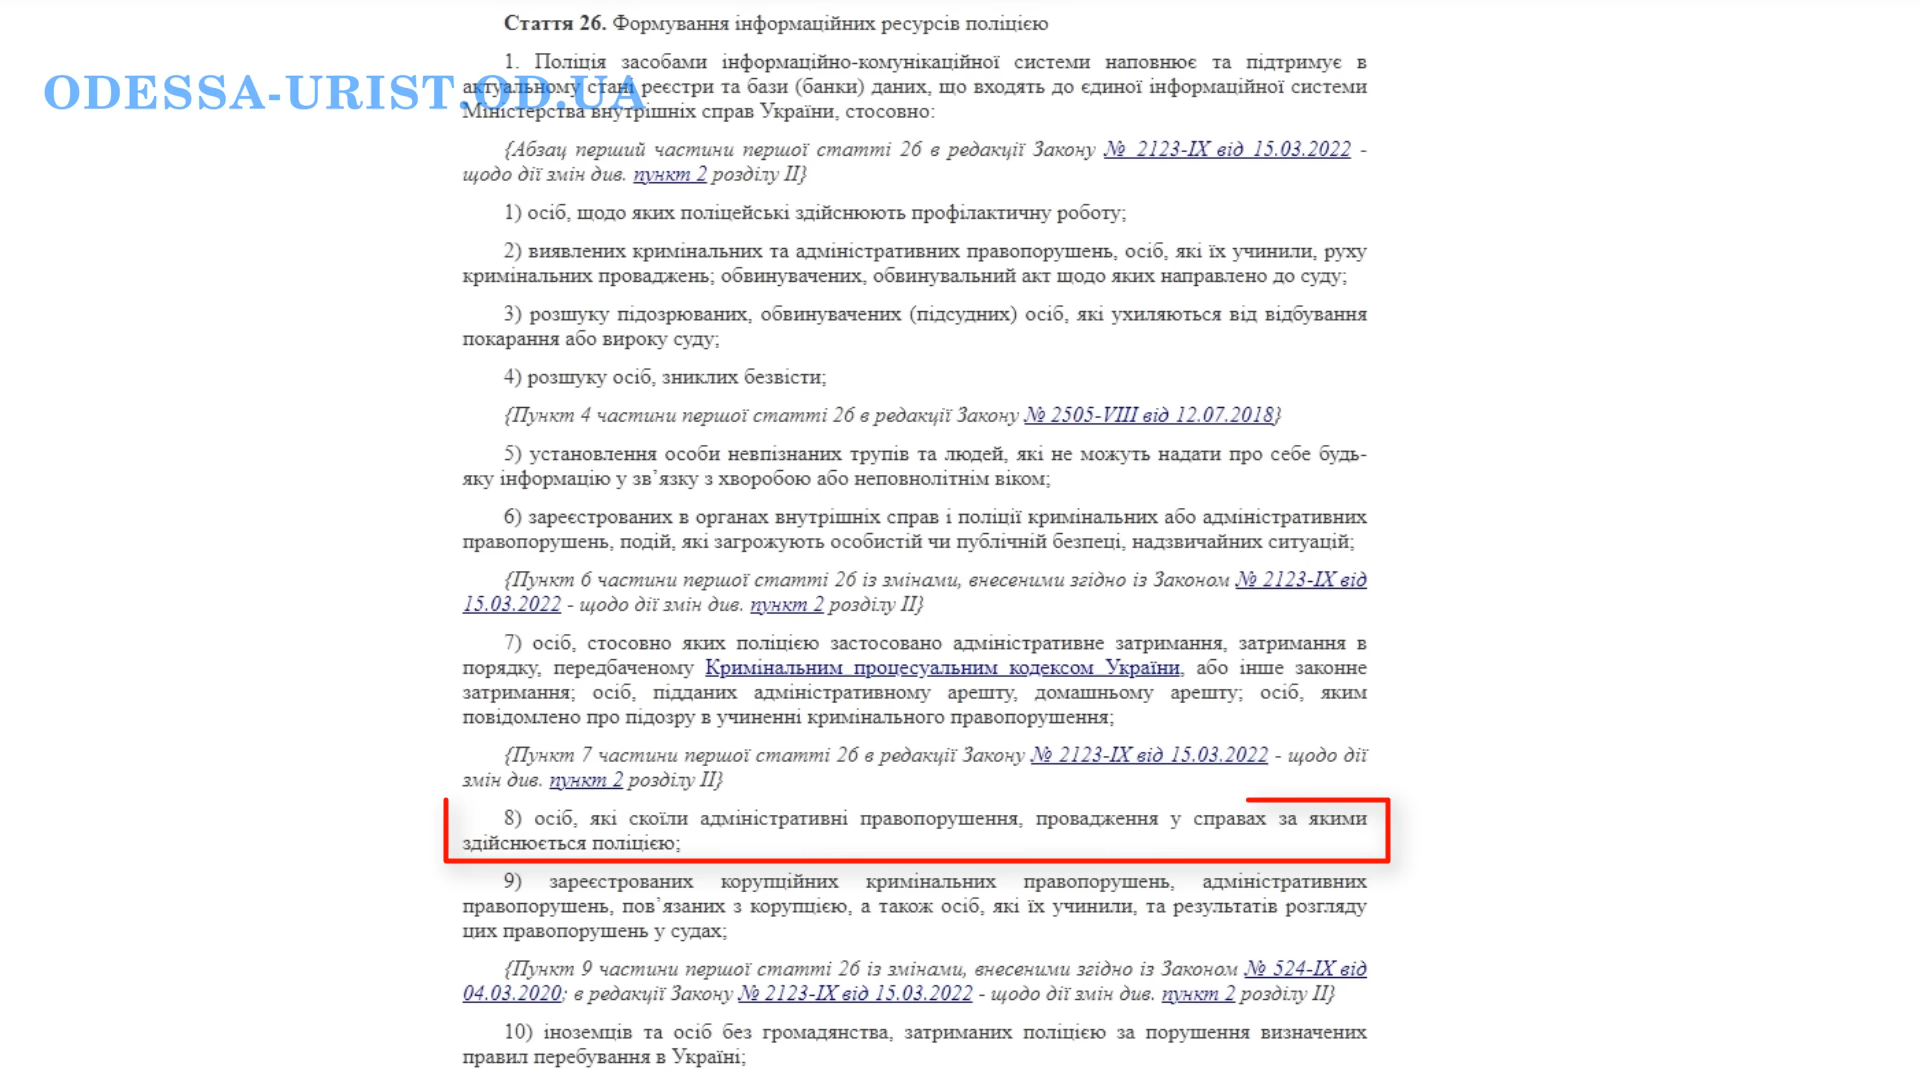 Стаття 26. Формування інформаційних ресурсів поліцією
1. Поліція засобами інформаційно-комунікаційної системи наповнює та підтримує в
ODESSA-URIST.OD.UA
актуальному стані реєстри та бази (банки) даних, що входять до єдиної інформаційної системи
Міністерства внутрішніх справ України, стосовно:
{Абзац перший частини першої статті 26 в редакції Закону № 2123-IX від 15.03.2022 -
щодо дії змін див. пункт 2 розділу II}
1) осіб, щодо яких поліцейські здійснюють профілактичну роботу;
2) виявлених кримінальних та адміністративних правопорушень, осіб, які їх учинили, руху
кримінальних проваджень; обвинувачених, обвинувальний акт щодо яких направлено до суду;
3) розшуку підозрюваних, обвинувачених (підсудних) осіб, які ухиляються від відбування
покарання або вироку суду;
4) розшуку осіб, зниклих безвісти;
{Пункт 4 частини першої статті 26 в редакції Закону № 2505-VIII від 12.07.2018}
5) установлення особи невпізнаних трупів та людей, які не можуть надати про себе будь-
яку інформацію у зв’язку з хворобою або неповнолітнім віком;
6) зареєстрованих в органах внутрішніх справ і поліції кримінальних або адміністративних
правопорушень, подій, які загрожують особистій чи публічній безпеці, надзвичайних ситуацій;
{Пункт 6 частини першої статті 26 із змінами, внесеними згідно із Законом № 2123-IX від
15.03.2022 - щодо дії змін див. пункт 2 розділу II}
7) осіб, стосовно яких поліцією застосовано адміністративне затримання, затримання в
порядку, передбаченому Кримінальним процесуальним кодексом України, або інше законне
затримання; осіб, підданих адміністративному арешту, домашньому арешту; осіб, яким
повідомлено про підозру в учиненні кримінального правопорушення;
{Пункт 7 частини першої статті 26 в редакції Закону № 2123-IX від 15.03.2022 - щодо дії
змін див. пункт 2 розділу II}
8) осіб, які скоїли адміністративні правопорушення, провадження у справах за якими
здійснюється поліцією;
9) зареєстрованих корупційних кримінальних правопорушень, адміністративних
правопорушень, пов’язаних з корупцією, а також осіб, які їх учинили, та результатів розгляду
цих правопорушень у судах;
{Пункт 9 частини першої статті 26 із змінами, внесеними згідно із Законом № 524-IX від
04.03.2020; в редакції Закону № 2123-IX від 15.03.2022 - щодо дії змін див. пункт 2 розділу II}
10) іноземців та осіб без громадянства, затриманих поліцією за порушення визначених
правил перебування в Україні;